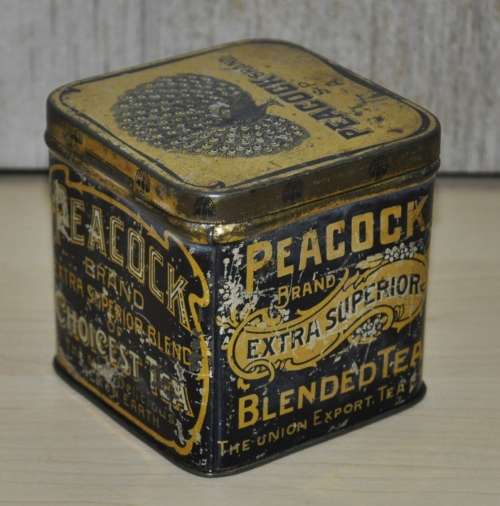 PEACOCK BRAND
PEACOCK
BRAND
EXTRA SUPERIOR BLEND
CHOICEST TEA
EARTH
PEACOCK
BRAND
EXTRA SUPERIOR
BLENDED TEA
THE UNION EXPORT. TEA